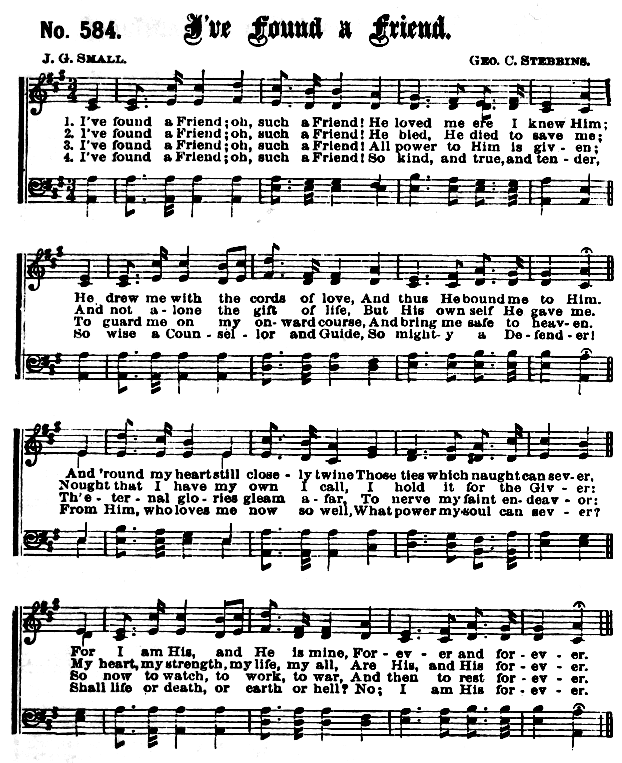 No. 584. I've Found a Friend.
J. G. SMALL. GEO. C. STEBBINS.
1. I've found a Friend; oh, such a Friend! He loved me ere I knew Him;
2. I've found a Friend; oh, such a Friend! He bled, He died to save me;
3. I've found a Friend; oh, such a Friend! All power to Him is giv - en;
4. I've found a Friend; oh, such a Friend! So kind, and true, and ten - der,
He drew me with the cords of love, And thus He bound me to Him.
And not a - lone the gift of life, But His own self He gave me.
To guard me on my on-ward course, And bring me safe to heav - en.
So wise a Coun - sel - lor and Guide, So might - y a De - fend - er!
And 'round my heart still close - ly twine Those ties which naught can sev - er,
Nought that I have my own I call, I hold it for the Giv - er:
Th'e - ter - nal glo - ries gleam a - far, To nerve my faint en - deav - or:
From Him, who loves me now so well, What power my soul can sev - er?
For I am His, and He is mine, For - ev - er and for - ev - er.
My heart, my strength, my life, my all, Are His, and His for - ev - er.
So now to watch, to work, to war, And then to rest for - ev - er.
Shall life or death, or earth or hell? No; I am His for - ev - er.